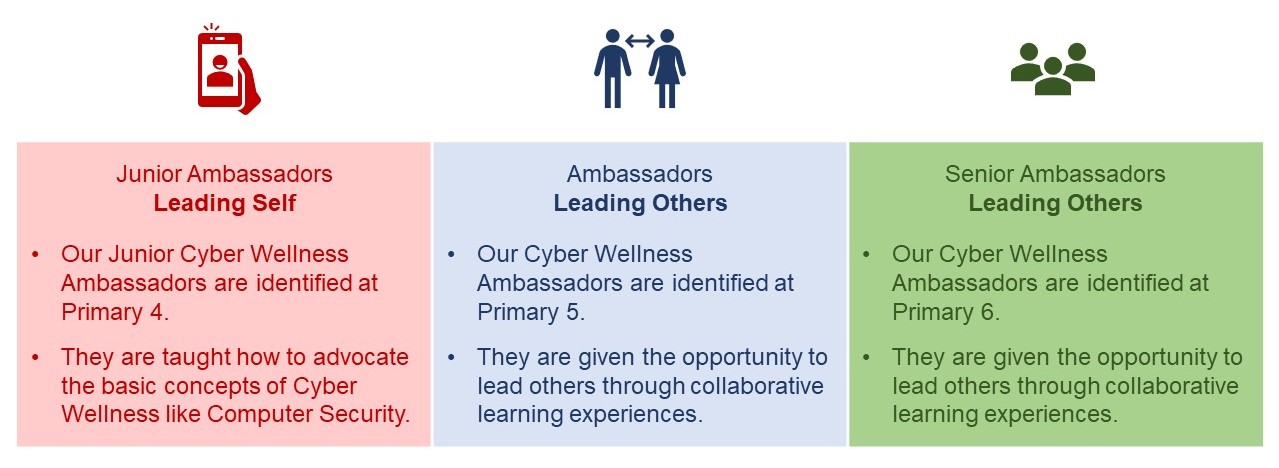 Junior Ambassadors
Leading Self
• Our Junior Cyber Wellness
Ambassadors are identified at
Primary 4.
• They are taught how to advocate
the basic concepts of Cyber
Wellness like Computer Security.
Ambassadors
Leading Others
• Our Cyber Wellness
Ambassadors are identified at
Primary 5.
• They are given the opportunity to
lead others through collaborative
learning experiences.
Senior Ambassadors
Leading Others
• Our Cyber Wellness
Ambassadors are identified at
Primary 6.
• They are given the opportunity to
lead others through collaborative
learning experiences.